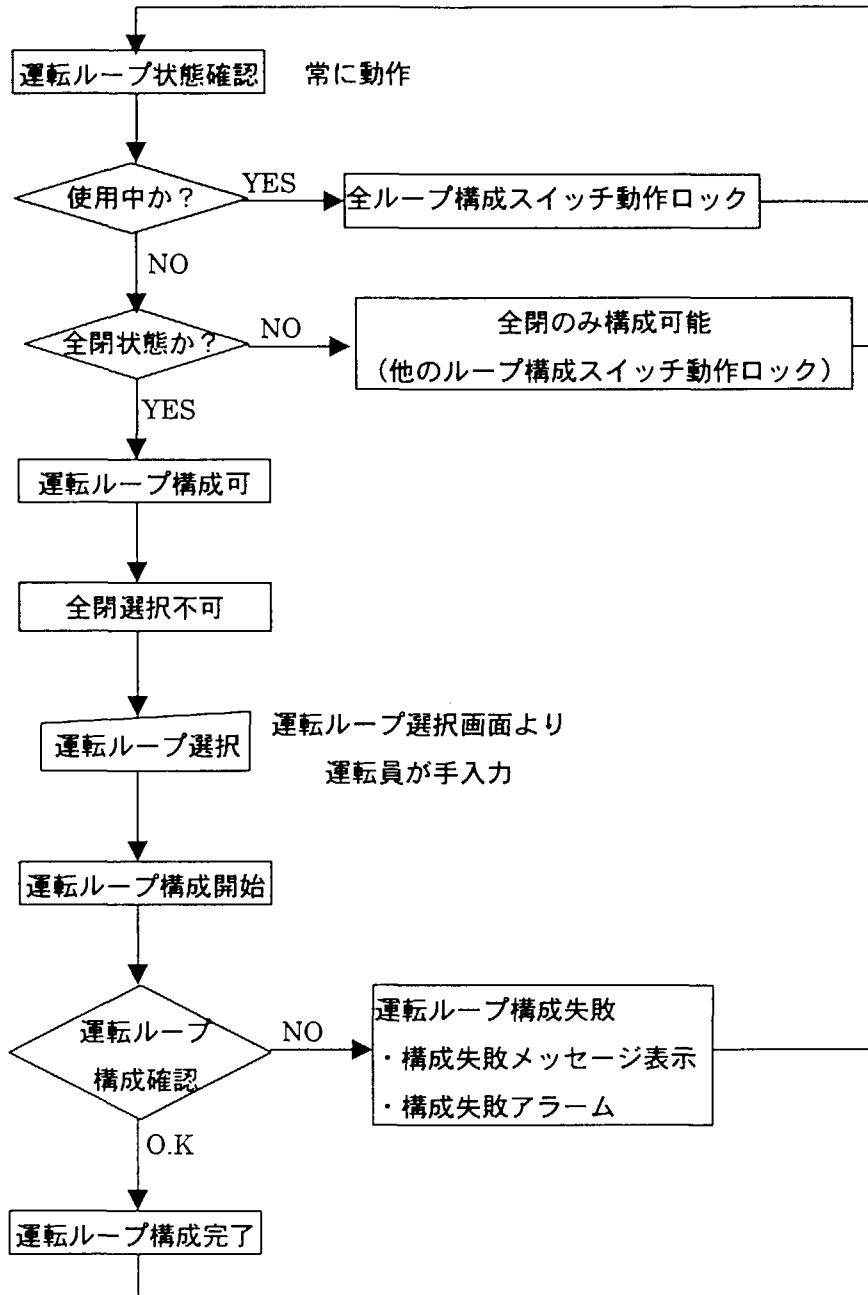 運転ループ状態確認
常に動作
使用中か?
YES
全ループ構成スイッチ動作ロック
NO
全閉状態か?
NO
全閉のみ構成可能
(他のループ構成スイッチ動作ロック)
YES
運転ループ構成可
全閉選択不可
運転ループ選択
運転ループ選択画面より
運転員が手入力
運転ループ構成開始
運転ループ
構成確認
NO
運転ループ構成失敗
・構成失敗メッセージ表示
・構成失敗アラーム
O.K
運転ループ構成完了